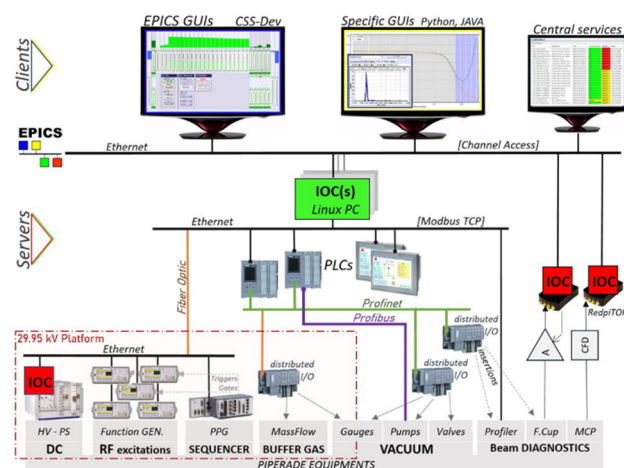 EPICS GUIs CSS-Dev
Specific GUIs Python, JAVA
Central services
Clients
EPICS
Ethernet
[Channel Access]
IOC(s)
Linux PC
Servers
Ethernet
[Modbus TCP]
Fiber Optic
PLCs
IOC
IOC
RedpiTOR
Profinet
Profibus
distributed
I/O
29.95 kV Platform
Ethernet
insertions
A
CFD
IOC
Triggers
Gates
distributed
I/O
distributed
I/O
HV - PS
Function GEN.
PPG
MassFlow
Gauges
Pumps
Valves
Profiler
F.Cup
MCP
DC
RF excitations
SEQUENCER
BUFFER GAS
VACUUM
Beam DIAGNOSTICS
PIPERADE EQUIPMENTS